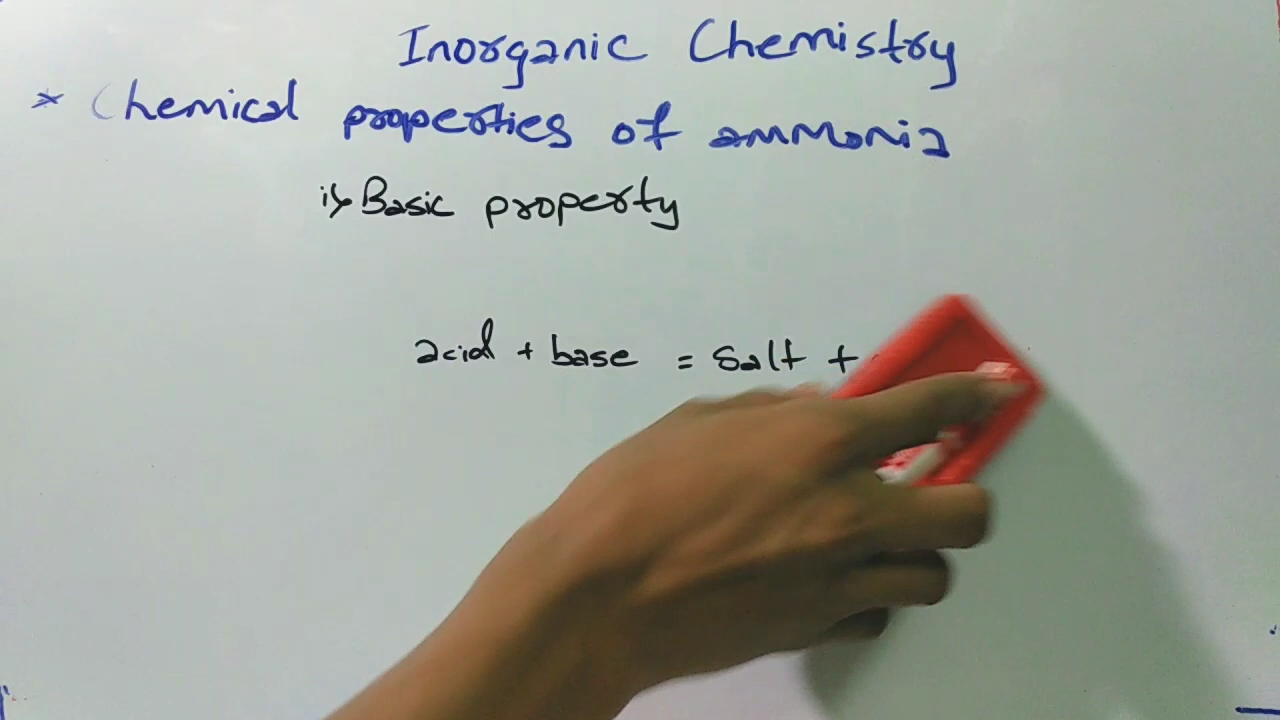 Inorganic Chemistry
* Chemical properties of ammonia
i> Basic property
acid + base = Salt +